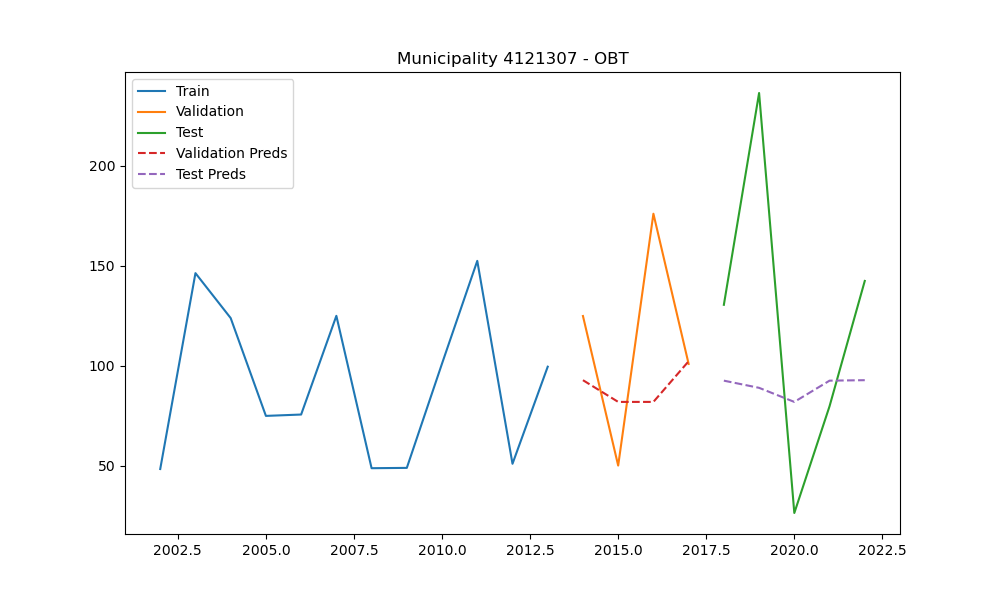 Municipality 4121307 - OBT
Train
Validation
Test
Validation Preds
Test Preds
200
150
100
50
2002.5 2005.0 2007.5 2010.0 2012.5 2015.0 2017.5 2020.0 2022.5